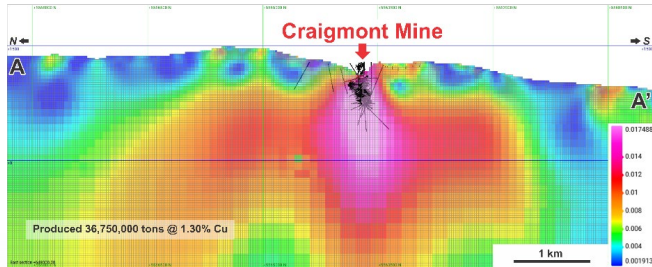 Craigmont Mine
N
S
A
A'
0.017488
0.014
0.012
0.01
0.008
0.006
0.004
0.001913
Produced 36,750,000 tons @ 1.30% Cu
1 km